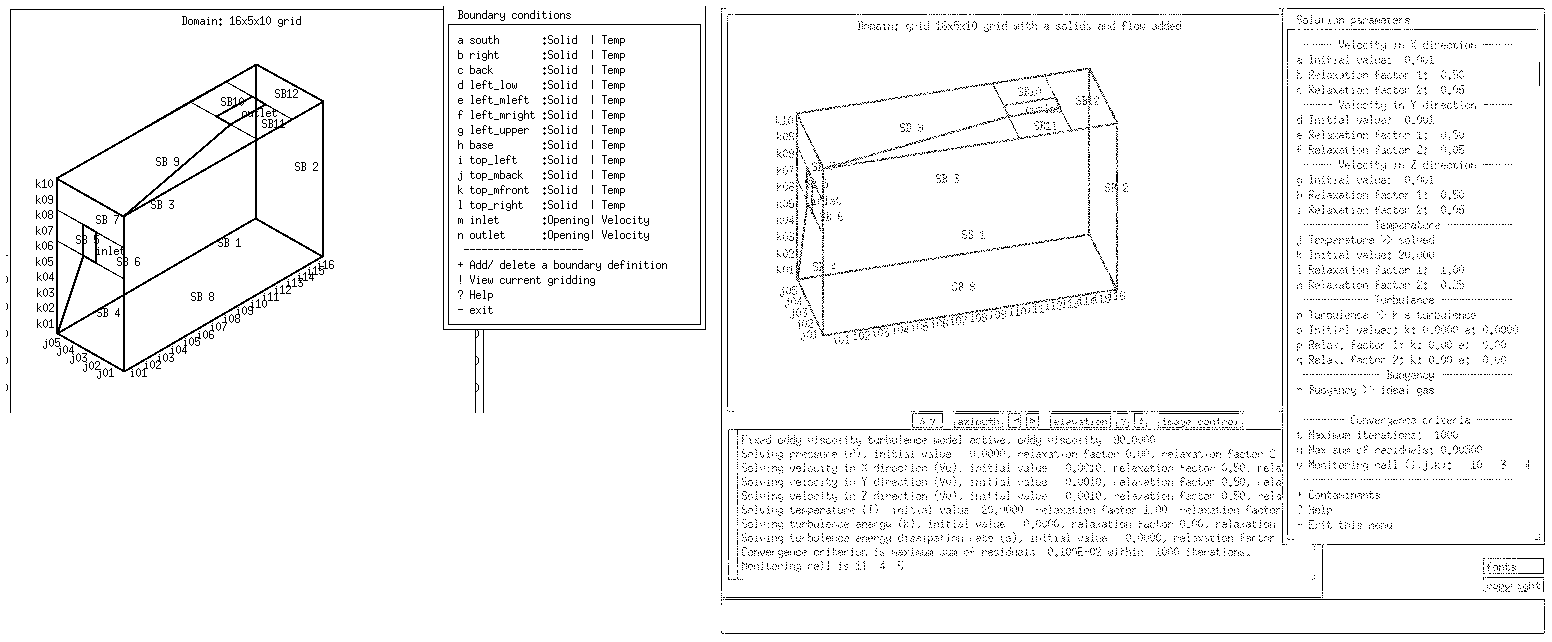 Domain: 16x5x10 grid
SB12
SB10
outlet
SB11
SB 9
SB 2
k10
k09
SB 3
k08
SB 7
k07
SB 5
SB 1
k06
inlet
k05
SB 6
i16
i15
k04
i14
i13
k03
SB 8
i12
i11
k02
SB 4
i10
i09
k01
i08
i07
j05
i06
j04
i05
j03
i04
j02
i03
j01
i02
i01
Boundary conditions
a south :Solid | Temp
b right :Solid | Temp
c back :Solid | Temp
d left_low :Solid | Temp
e left_mleft :Solid | Temp
f left_mright :Solid | Temp
g left_upper :Solid | Temp
h base :Solid | Temp
i top_left :Solid | Temp
j top_mback :Solid | Temp
k top_mfront :Solid | Temp
l top_right :Solid | Temp
m inlet :Opening| Velocity
n outlet :Opening| Velocity
+ Add/ delete a boundary definition
! View current gridding
? Help
- exit
Domain: grid 16x5x10 grid with a solids and flow added
SB10
SB11
SB 9
SB 3
SB 2
SB 1
SB 6
k10
k09
k07
k06
k05
k03
k02
k01
j05
j04
j03
j02
j01
azimuth
elevation
image control
Fixed eddy viscosity turbulence model active, eddy viscosity
Solving pressure (P), initial value 0.0000, relaxation factor 0.00, relaxation factor 2
Solving velocity in X direction (Vu), initial value 0.0010, relaxation factor 0.50, rela
Solving velocity in Y direction (Vv), initial value 0.0010, relaxation factor 0.50, rela
Solving velocity in Z direction (Vw), initial value 0.0010, relaxation factor 0.50, rela
Solving temperature (T) initial value 20.0000 relaxation factor 1.00 relaxation factor
Solving turbulence energy (k), initial value 0.0000, relaxation factor 0.00, relaxation
Solving turbulence energy dissipation rate (e), initial value 0.0000, relaxation factor
Convergence criterion is maximum sum of residuals 0.100E-02 within 1000 iterations.
Monitoring cell is 11 4 5
Solution parameters
Velocity in X direction
a Initial value: 0.001
b Relaxation factor 1: 0.50
c Relaxation factor 2: 0.05
Velocity in Y direction
d Initial value: 0.001
e Relaxation factor 1: 0.50
f Relaxation factor 2: 0.05
Velocity in Z direction
g Initial value: 0.001
h Relaxation factor 1: 0.50
i Relaxation factor 2: 0.05
Temperature
j Temperature >> solved
k Initial value: 20.000
l Relaxation factor 1: 1.00
m Relaxation factor 2: 0.25
Turbulence
n Turbulence >> k-e turbulence
o Initial values: k: 0.0000 e: 0.0000
p Relax. factor 1: k: 0.00 e: 0.00
q Relax. factor 2: k: 0.00 e: 0.00
Buoyancy
r Buoyancy >> ideal gas
Convergence criteria
t Maximum iterations: 1000
u Max sum of residuals:
v Monitoring cell (i,j,k): 10 3 4
+ Contaminants
? Help
- Exit this menu
fonts
copyright